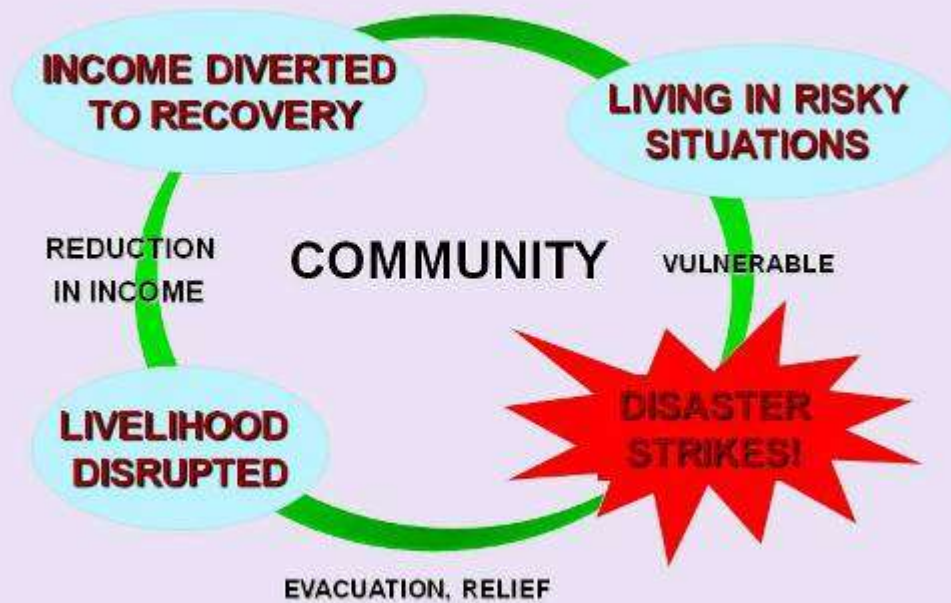 INCOME DIVERTED
TO RECOVERY
LIVING IN RISKY
SITUATIONS
REDUCTION
IN INCOME
COMMUNITY
VULNERABLE
LIVELIHOOD
DISRUPTED
DISASTER
STRIKES!
EVACUATION, RELIEF